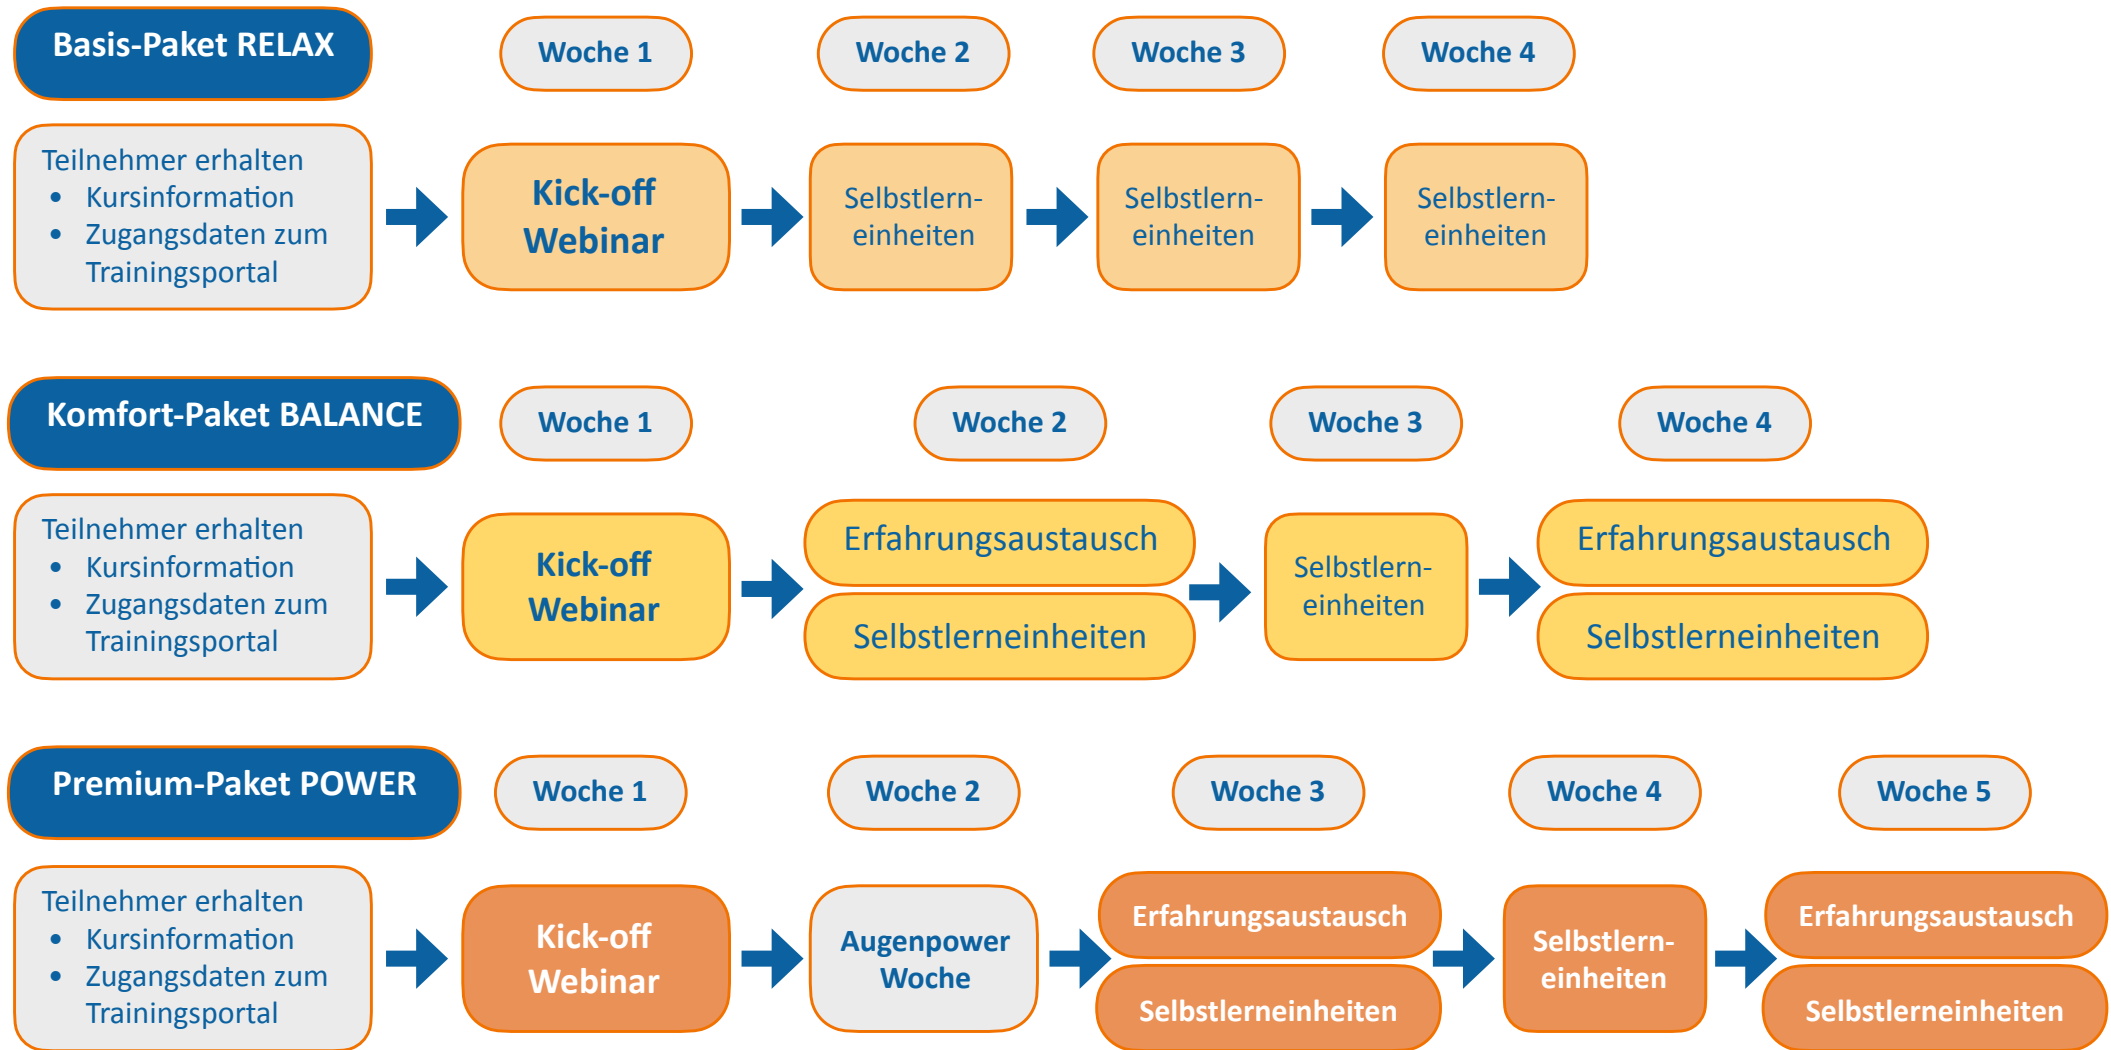 Basis-Paket RELAX
Woche 1
Woche 2
Woche 3
Woche 4
Teilnehmer erhalten
• Kursinformation
• Zugangsdaten zum
Trainingsportal
Kick-off
Webinar
Selbstlern-
einheiten
Selbstlern-
einheiten
Selbstlern-
einheiten
Komfort-Paket BALANCE
Woche 1
Woche 2
Woche 3
Woche 4
Teilnehmer erhalten
• Kursinformation
• Zugangsdaten zum
Trainingsportal
Kick-off
Webinar
Erfahrungsaustausch
Selbstlerneinheiten
Selbstlern-
einheiten
Erfahrungsaustausch
Selbstlerneinheiten
Premium-Paket POWER
Woche 1
Woche 2
Woche 3
Woche 4
Woche 5
Teilnehmer erhalten
• Kursinformation
• Zugangsdaten zum
Trainingsportal
Kick-off
Webinar
Augenpower
Woche
Erfahrungsaustausch
Selbstlerneinheiten
Selbstlern-
einheiten
Erfahrungsaustausch
Selbstlerneinheiten